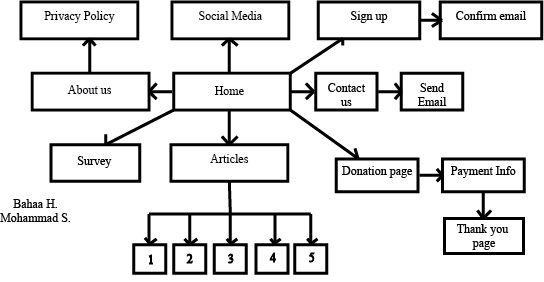 Privacy Policy
Social Media
Sign up
Confirm email
About us
Home
Contact
us
Send
Email
Survey
Articles
Donation page
Payment Info
Bahaa H.
Mohammad S.
Thank you
page
1
2
3
4
5